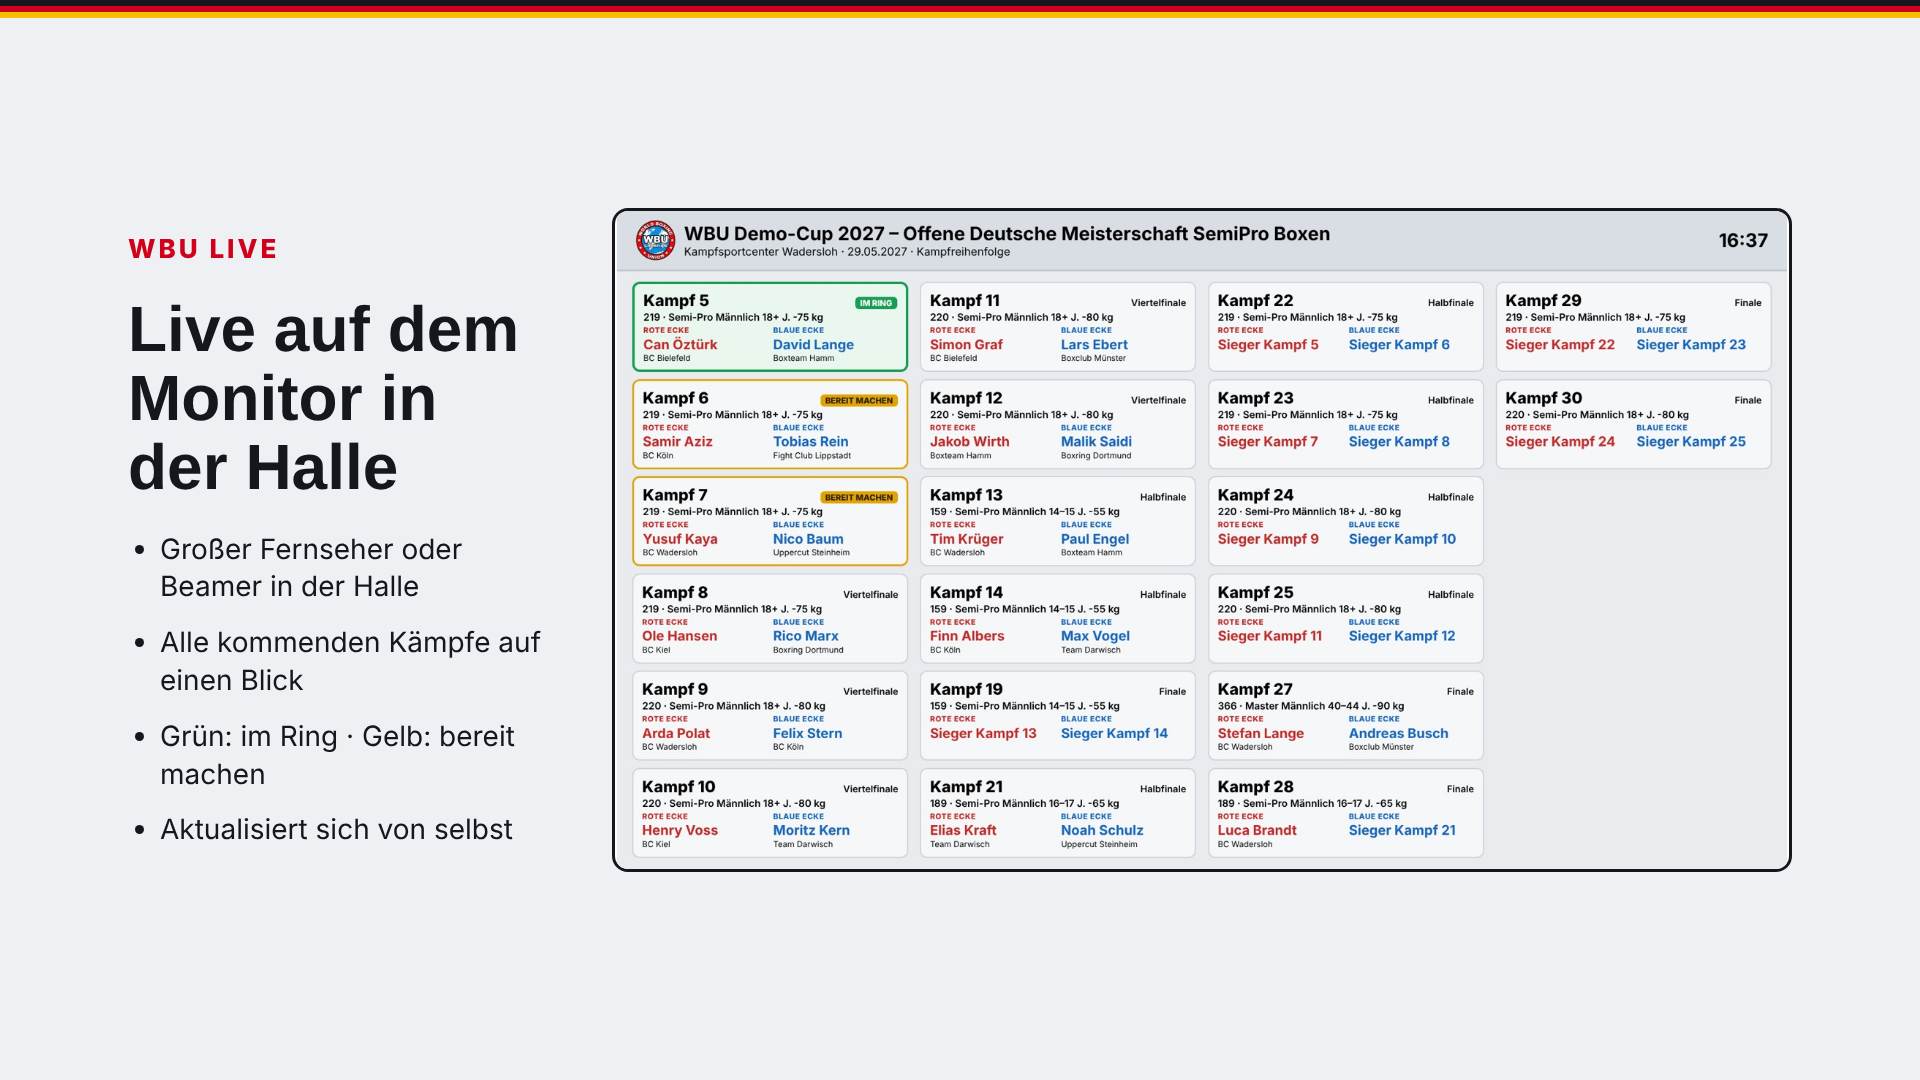 WBU LIVE
Live auf dem
Monitor in
der Halle
• Großer Fernseher oder
Beamer in der Halle
• Alle kommenden Kämpfe auf
einen Blick
• Grün: im Ring · Gelb: bereit
machen
• Aktualisiert sich von selbst
WBU
WBU Demo-Cup 2027 – Offene Deutsche Meisterschaft SemiPro Boxen
Kampfsportcenter Wadersloh · 29.05.2027 · Kampfreihenfolge
16:37
Kampf 5 IM RING
219 · Semi-Pro Männlich 18+ J. -75 kg
ROTE ECKE BLAUE ECKE
Can Öztürk David Lange
BC Bielefeld Boxteam Hamm
Kampf 6 BEREIT MACHEN
219 · Semi-Pro Männlich 18+ J. -75 kg
ROTE ECKE BLAUE ECKE
Samir Aziz Tobias Rein
BC Köln Fight Club Lippstadt
Kampf 7 BEREIT MACHEN
219 · Semi-Pro Männlich 18+ J. -75 kg
ROTE ECKE BLAUE ECKE
Yusuf Kaya Nico Baum
BC Wadersloh Uppercut Steinheim
Kampf 8 Viertelfinale
219 · Semi-Pro Männlich 18+ J. -75 kg
ROTE ECKE BLAUE ECKE
Ole Hansen Rico Marx
BC Kiel Boxring Dortmund
Kampf 9 Viertelfinale
220 · Semi-Pro Männlich 18+ J. -80 kg
ROTE ECKE BLAUE ECKE
Arda Polat Felix Stern
BC Wadersloh BC Köln
Kampf 10 Viertelfinale
220 · Semi-Pro Männlich 18+ J. -80 kg
ROTE ECKE BLAUE ECKE
Henry Voss Moritz Kern
BC Kiel Team Darwisch
Kampf 11 Viertelfinale
220 · Semi-Pro Männlich 18+ J. -80 kg
ROTE ECKE BLAUE ECKE
Simon Graf Lars Ebert
BC Bielefeld Boxclub Münster
Kampf 12 Viertelfinale
220 · Semi-Pro Männlich 18+ J. -80 kg
ROTE ECKE BLAUE ECKE
Jakob Wirth Malik Saidi
Boxteam Hamm Boxring Dortmund
Kampf 13 Halbfinale
159 · Semi-Pro Männlich 14–15 J. -55 kg
ROTE ECKE BLAUE ECKE
Tim Krüger Paul Engel
BC Wadersloh Boxteam Hamm
Kampf 14 Halbfinale
159 · Semi-Pro Männlich 14–15 J. -55 kg
ROTE ECKE BLAUE ECKE
Finn Albers Max Vogel
BC Köln Team Darwisch
Kampf 19 Finale
159 · Semi-Pro Männlich 14–15 J. -55 kg
ROTE ECKE BLAUE ECKE
Sieger Kampf 13 Sieger Kampf 14
Kampf 21 Halbfinale
189 · Semi-Pro Männlich 16–17 J. -65 kg
ROTE ECKE BLAUE ECKE
Elias Kraft Noah Schulz
Team Darwisch Uppercut Steinheim
Kampf 22 Halbfinale
219 · Semi-Pro Männlich 18+ J. -75 kg
ROTE ECKE BLAUE ECKE
Sieger Kampf 5 Sieger Kampf 6
Kampf 23 Halbfinale
219 · Semi-Pro Männlich 18+ J. -75 kg
ROTE ECKE BLAUE ECKE
Sieger Kampf 7 Sieger Kampf 8
Kampf 24 Halbfinale
220 · Semi-Pro Männlich 18+ J. -80 kg
ROTE ECKE BLAUE ECKE
Sieger Kampf 9 Sieger Kampf 10
Kampf 25 Halbfinale
220 · Semi-Pro Männlich 18+ J. -80 kg
ROTE ECKE BLAUE ECKE
Sieger Kampf 11 Sieger Kampf 12
Kampf 27 Finale
366 · Master Männlich 40–44 J. -90 kg
ROTE ECKE BLAUE ECKE
Stefan Lange Andreas Busch
BC Wadersloh Boxclub Münster
Kampf 28 Finale
189 · Semi-Pro Männlich 16–17 J. -65 kg
ROTE ECKE BLAUE ECKE
Luca Brandt Sieger Kampf 21
BC Wadersloh
Kampf 29 Finale
219 · Semi-Pro Männlich 18+ J. -75 kg
ROTE ECKE BLAUE ECKE
Sieger Kampf 22 Sieger Kampf 23
Kampf 30 Finale
220 · Semi-Pro Männlich 18+ J. -80 kg
ROTE ECKE BLAUE ECKE
Sieger Kampf 24 Sieger Kampf 25